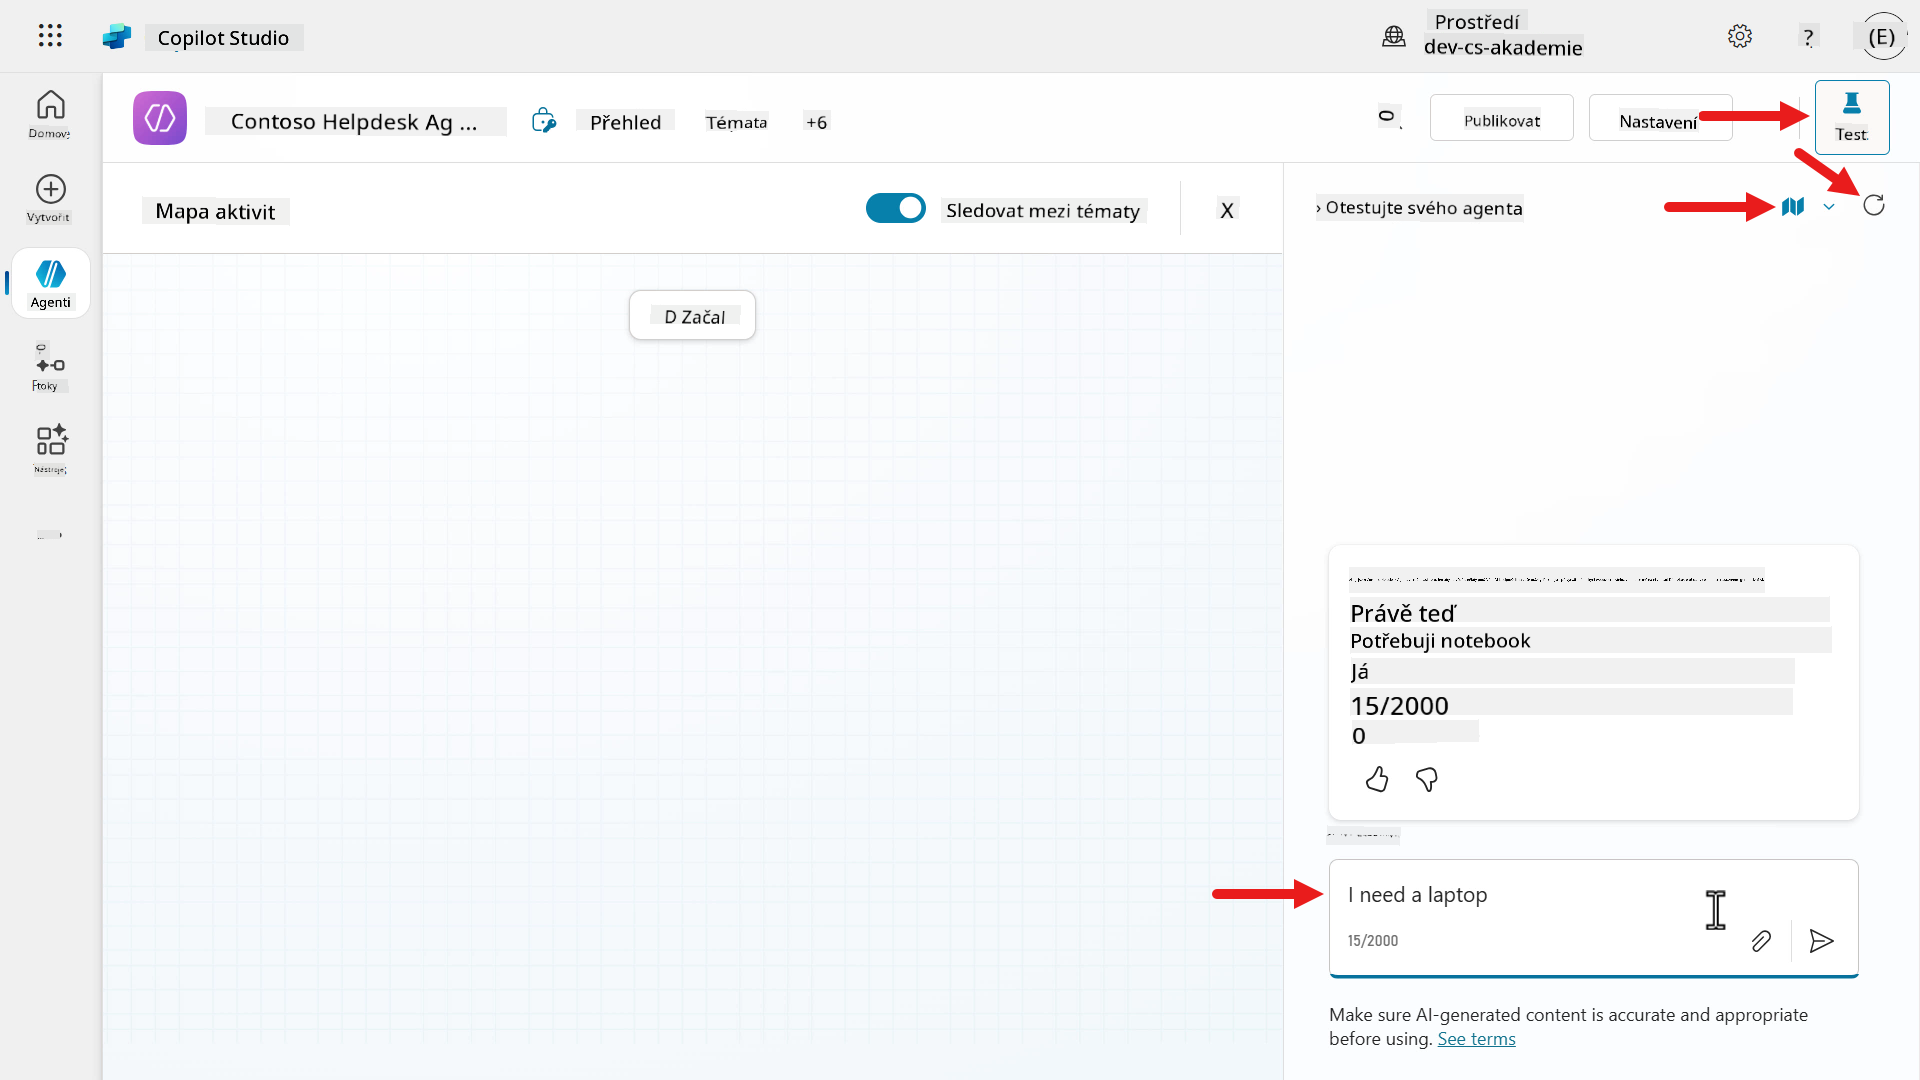 Copilot Studio
Prostředí
dev-cs-akademie
?
(E)
Domov
Contoso Helpdesk Ag ...
Přehled
Témata
+6
Publikovat
Nastavení
Test
Vytvořit
Mapa aktivit
Sledovat mezi tématy
X
› Otestujte svého agenta
Agenti
D Začal
Nástroje
Právě teď
Potřebuji notebook
Já
15/2000
0
I need a laptop
15/2000
Make sure AI-generated content is accurate and appropriate
before using. See terms